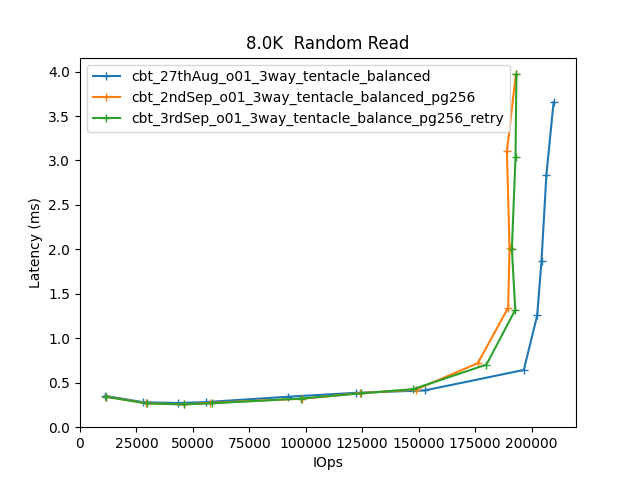 8.0K  Random Read
cbt_27thAug_o01_3way_tentacle_balanced
cbt_2ndSep_o01_3way_tentacle_balanced_pg256
cbt_3rdSep_o01_3way_tentacle_balance_pg256_retry
4.0
3.5
3.0
2.5
2.0
1.5
1.0
0.5
0.0
Latency (ms)
0 25000 50000 75000 100000 125000 150000 175000 200000
IOps